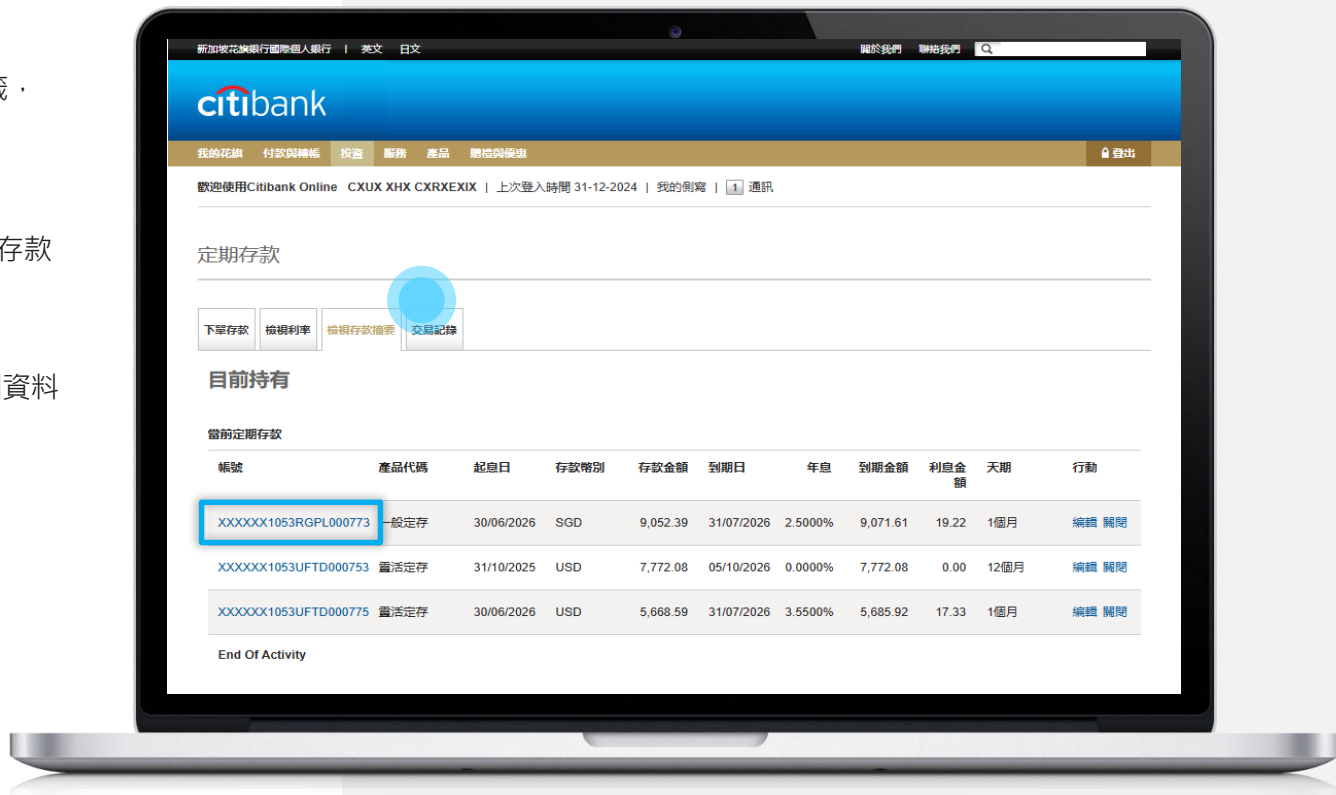 新加坡花旗銀行國際個人銀行 | 英文 日文 關於我們 聯絡我們
籤，
citibank
我的花旗 付款與轉帳 投資 服務 產品 贈禮與優惠 登出
歡迎使用Citibank Online CXUX XHX CXRXEXIX | 上次登入時間 31-12-2024 | 我的側寫 | 1 通訊
存款
定期存款
下單存款 檢視利率 檢視存款摘要 交易記錄
資料
目前持有
當前定期存款
帳號 產品代碼 起息日 存款幣別 存款金額 到期日 年息 到期金額 利息金額 天期 行動
XXXXXX1053RGPL000773 一般定存 30/06/2026 SGD 9,052.39 31/07/2026 2.5000% 9,071.61 19.22 1個月 編輯 關閉
XXXXXX1053UFTD000753 靈活定存 31/10/2025 USD 7,772.08 05/10/2026 0.0000% 7,772.08 0.00 12個月 編輯 關閉
XXXXXX1053UFTD000775 靈活定存 30/06/2026 USD 5,668.59 31/07/2026 3.5500% 5,685.92 17.33 1個月 編輯 關閉
End Of Activity